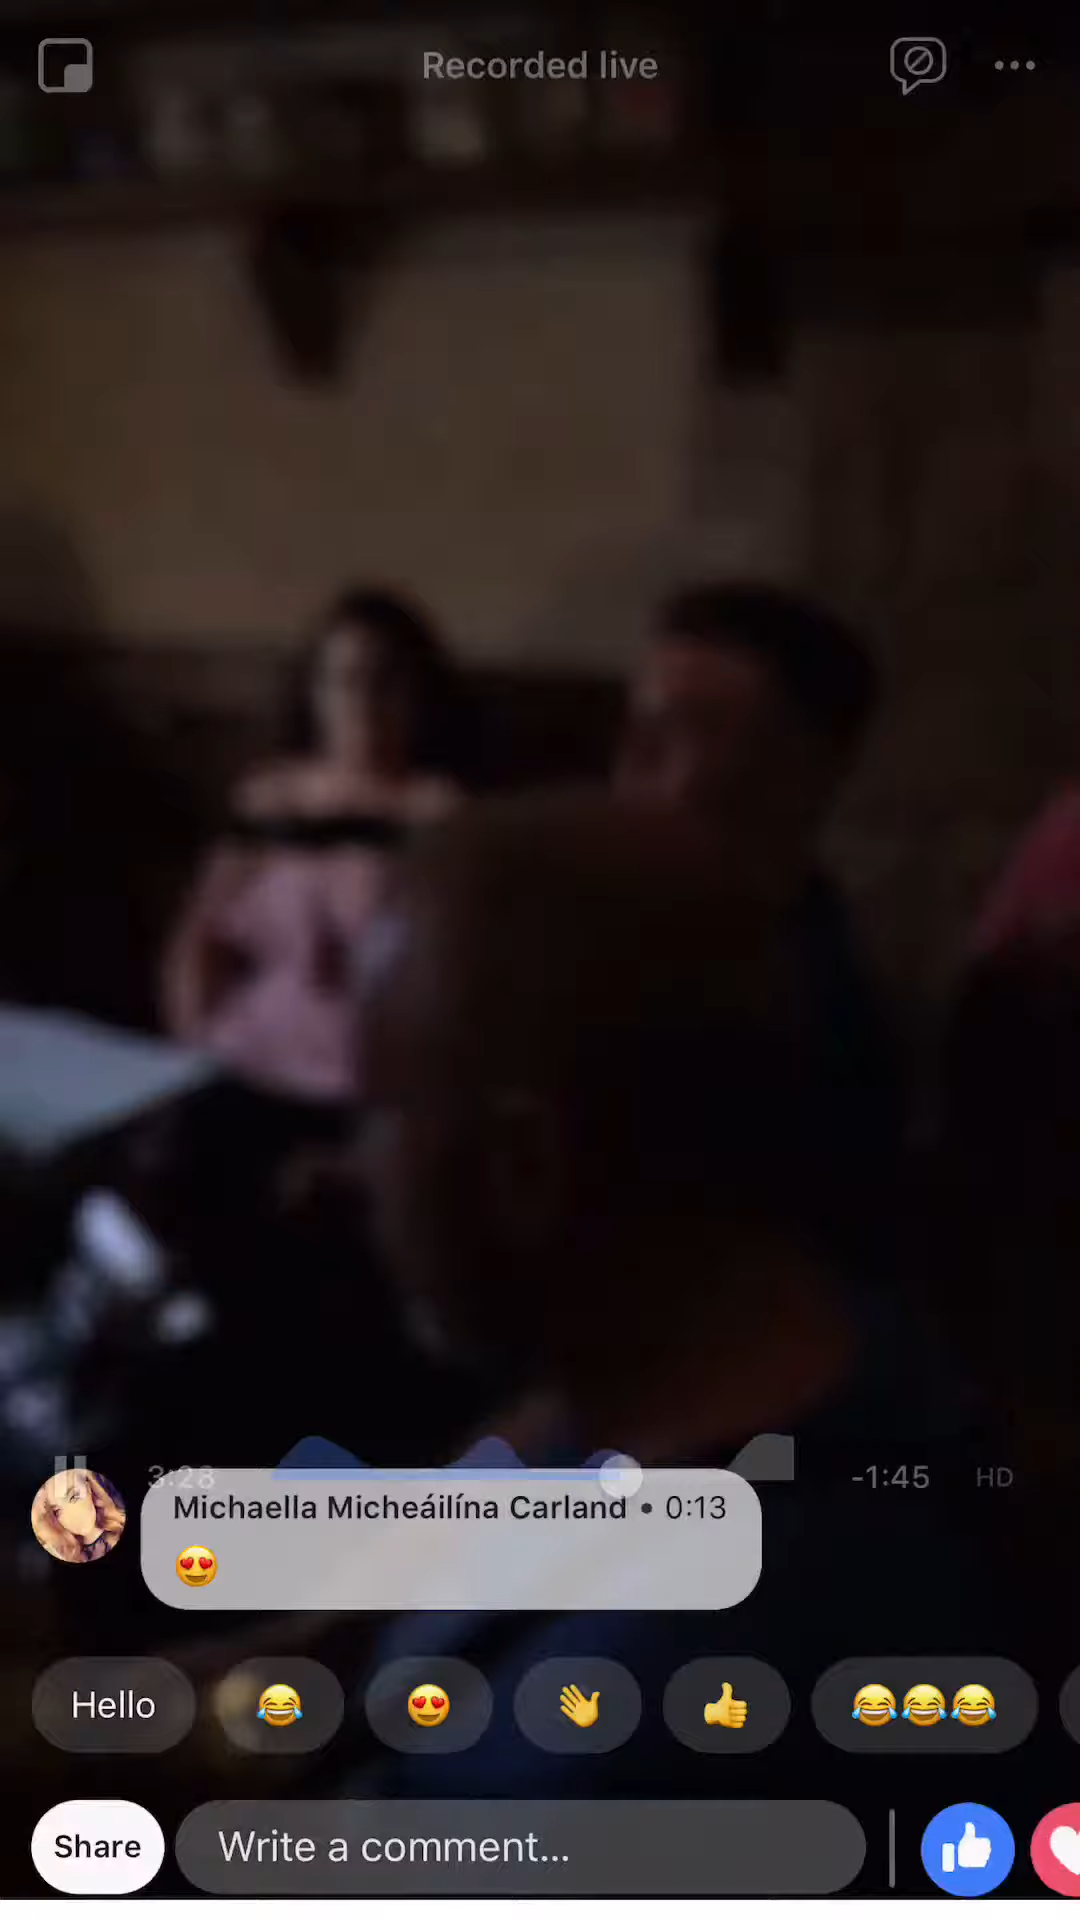 Recorded live
3:28
-1:45
HD
Michaella Micheáilína Carland • 0:13
😍
Hello 😂 😍 👋 👍 😂😂😂
Share
Write a comment...